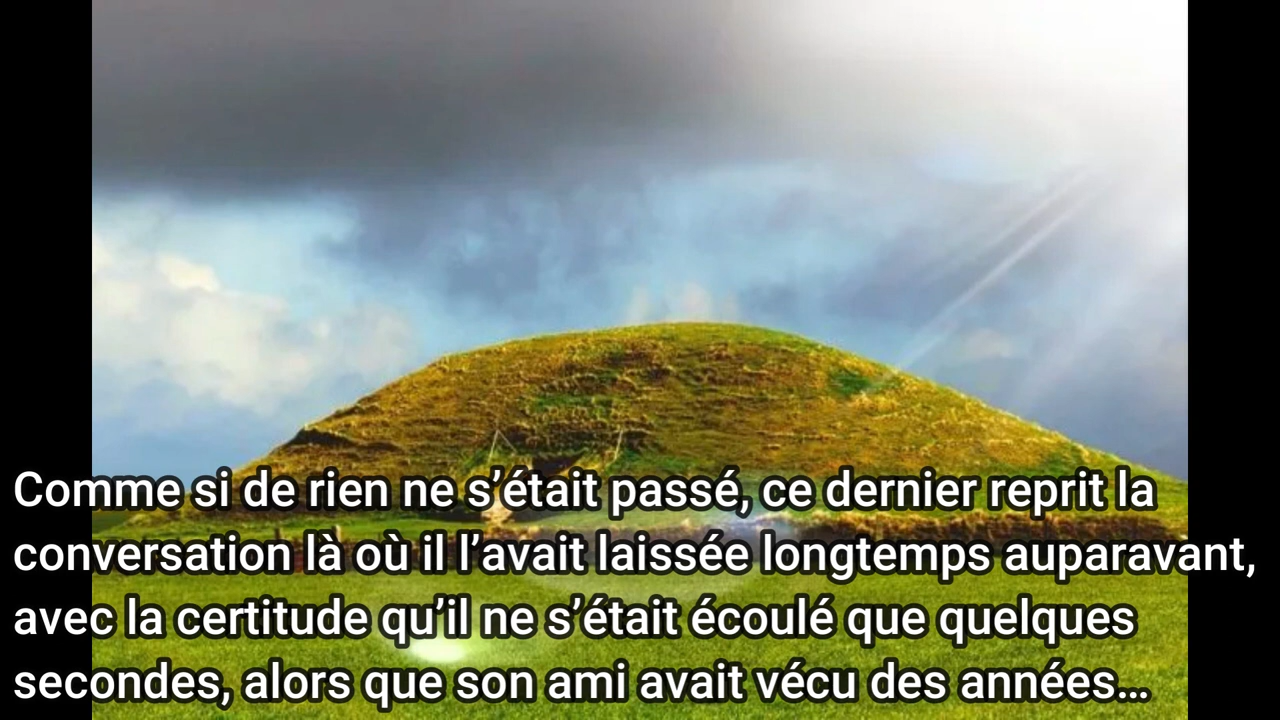 Comme si de rien ne s’était passé, ce dernier reprit la
conversation là où il l’avait laissée longtemps auparavant,
avec la certitude qu’il ne s’était écoulé que quelques
secondes, alors que son ami avait vécu des années…